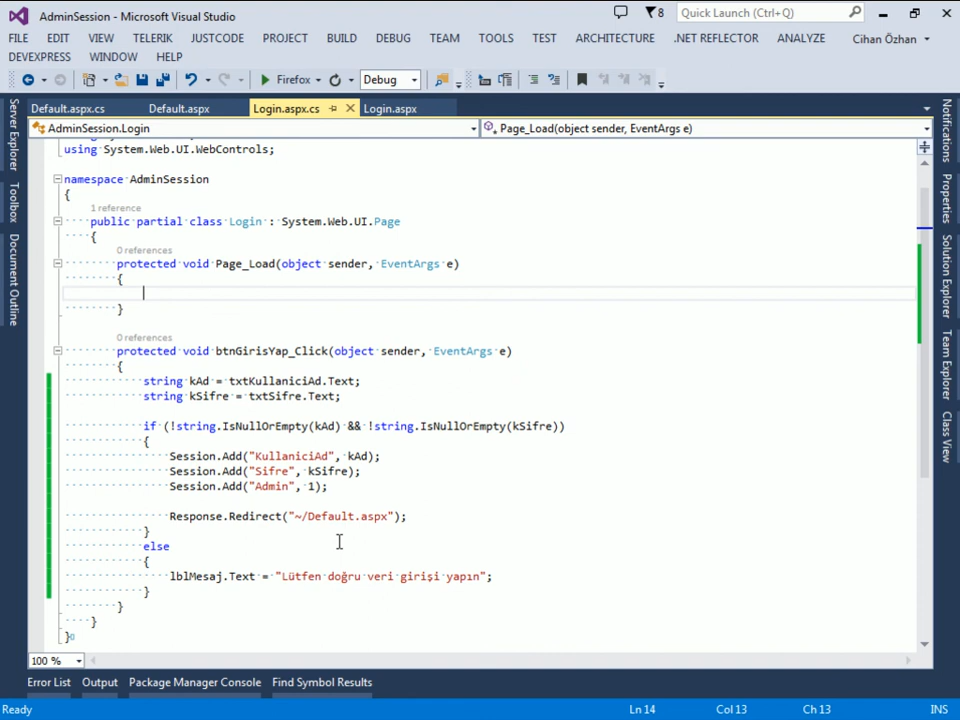 AdminSession - Microsoft Visual Studio
8
Quick Launch (Ctrl+Q)
FILE EDIT VIEW TELERIK JUSTCODE PROJECT BUILD DEBUG TEAM TOOLS TEST ARCHITECTURE .NET REFLECTOR ANALYZE Cihan Özhan
DEVEXPRESS WINDOW HELP
Firefox Debug
Default.aspx.cs Default.aspx Login.aspx.cs Login.aspx
AdminSession.Login Page_Load(object sender, EventArgs e)
Server Explorer
Toolbox
Document Outline
using System.Web.UI.WebControls;
namespace AdminSession
{
1 reference
public partial class Login : System.Web.UI.Page
{
0 references
protected void Page_Load(object sender, EventArgs e)
{
}
0 references
protected void btnGirisYap_Click(object sender, EventArgs e)
{
string kAd = txtKullaniciAd.Text;
string kSifre = txtSifre.Text;
if (!string.IsNullOrEmpty(kAd) && !string.IsNullOrEmpty(kSifre))
{
Session.Add("KullaniciAd", kAd);
Session.Add("Sifre", kSifre);
Session.Add("Admin", 1);
Response.Redirect("~/Default.aspx");
}
else
{
lblMesaj.Text = "Lütfen doğru veri girişi yapın";
}
}
}
}
Notifications
Properties
Solution Explorer
Team Explorer
Class View
100 %
Error List Output Package Manager Console Find Symbol Results
Ready Ln 14 Col 13 Ch 13 INS